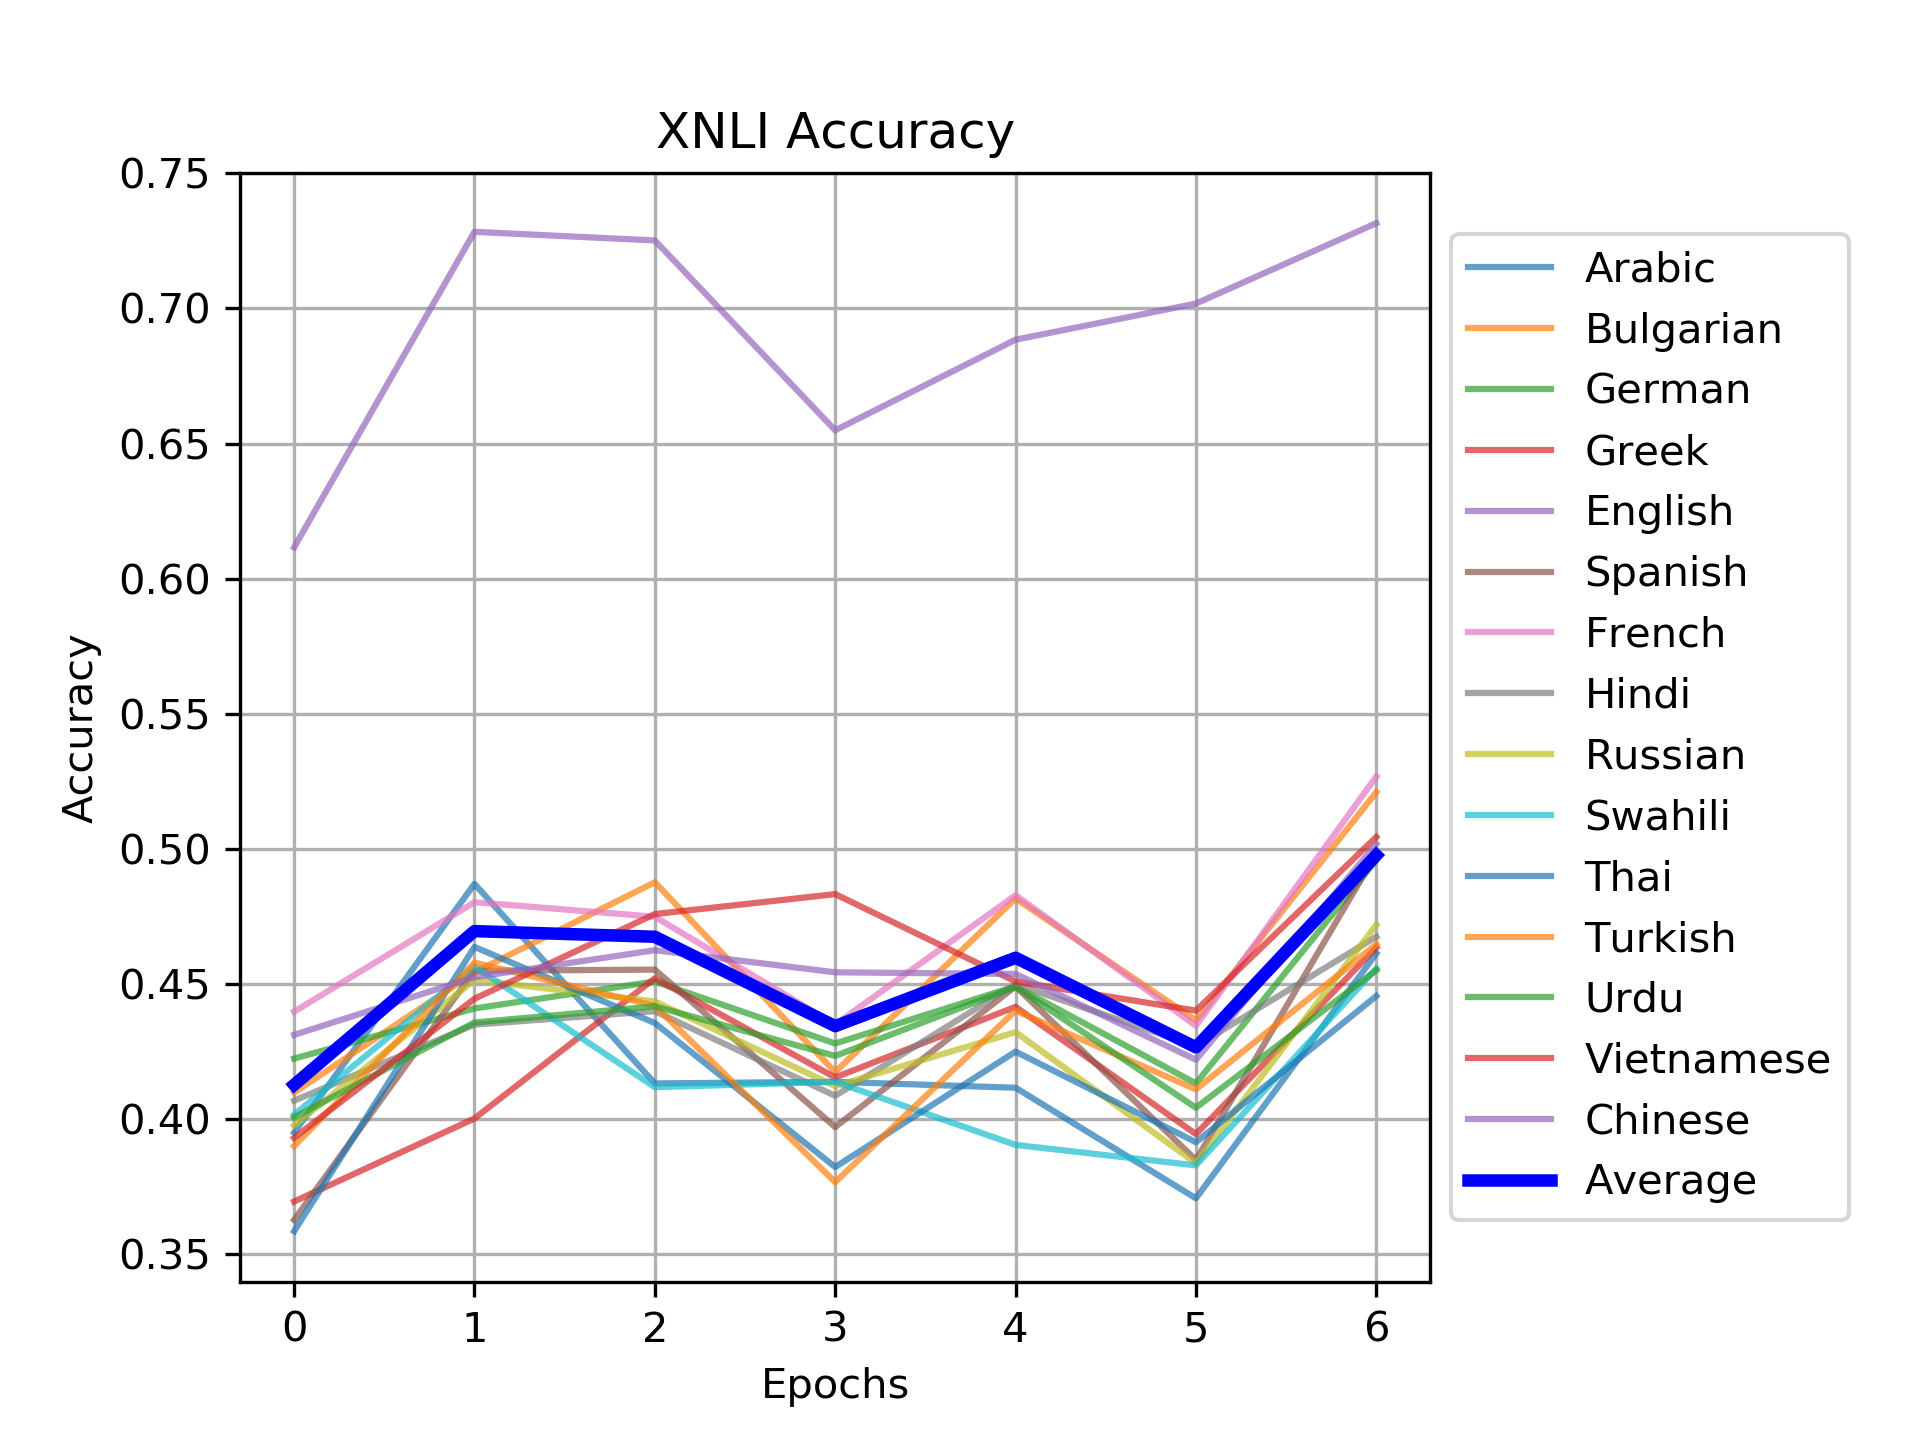 XNLI Accuracy
0.75
0.70
0.65
0.60
0.55
0.50
0.45
0.40
0.35
Accuracy
0 1 2 3 4 5 6
Epochs
Arabic
Bulgarian
German
Greek
English
Spanish
French
Hindi
Russian
Swahili
Thai
Turkish
Urdu
Vietnamese
Chinese
Average